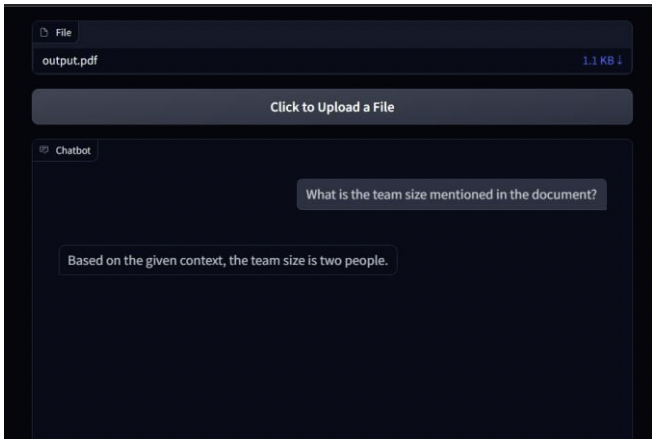 File
output.pdf 1.1 KB ↓
Click to Upload a File
Chatbot
What is the team size mentioned in the document?
Based on the given context, the team size is two people.